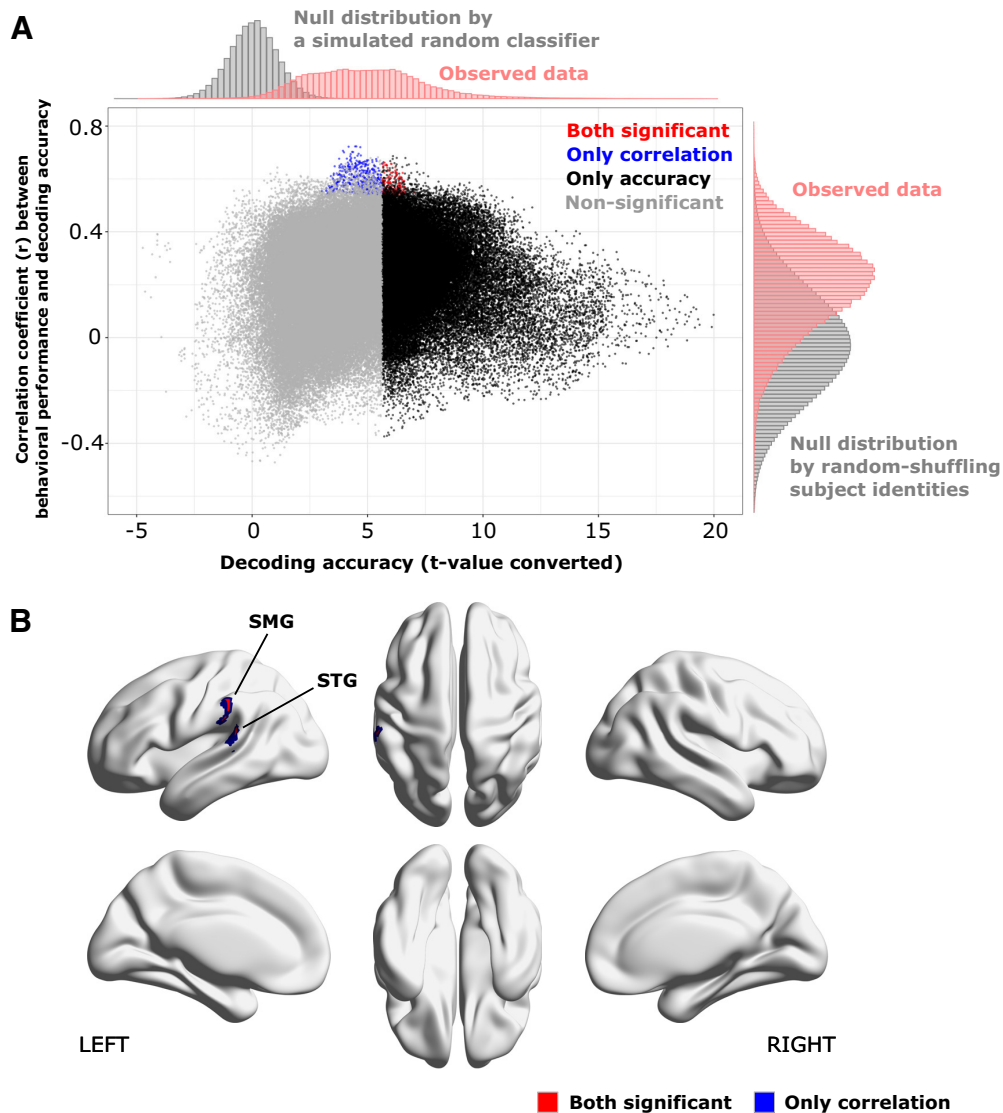 A
Null distribution by
a simulated random classifier
Observed data
Correlation coefficient (r) between
behavioral performance and decoding accuracy
0.8
0.4
0
-0.4
Both significant
Only correlation
Only accuracy
Non-significant
Observed data
Null distribution
by random-shuffling
subject identities
-5 0 5 10 15 20
Decoding accuracy (t-value converted)
B
SMG
STG
LEFT
RIGHT
Both significant Only correlation